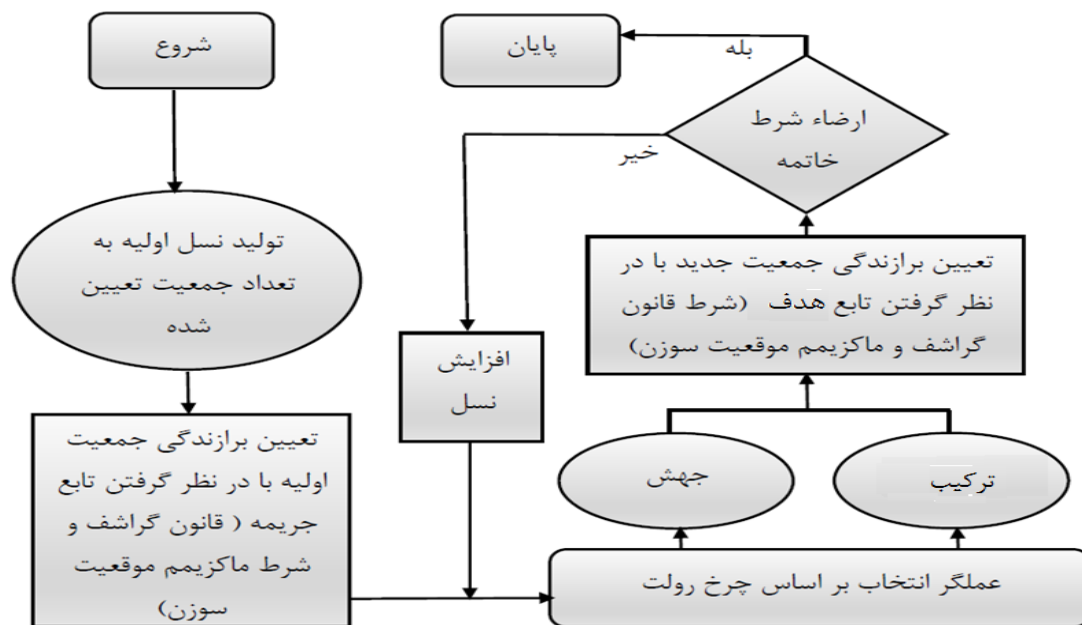 شروع
تولید نسل اولیه به
تعداد جمعیت تعیین
شده
تعیین برازندگی جمعیت
اولیه با در نظر گرفتن تابع
جریمه ( قانون گراشف و
شرط ماکزیمم موقعیت
سوزن)
عملگر انتخاب بر اساس چرخ رولت
ترکیب
جهش
تعیین برازندگی جمعیت جدید با در
نظر گرفتن تابع هدف (شرط قانون
گراشف و ماکزیمم موقعیت سوزن)
ارضاء شرط
خاتمه
بله
پایان
خیر
افزایش
نسل